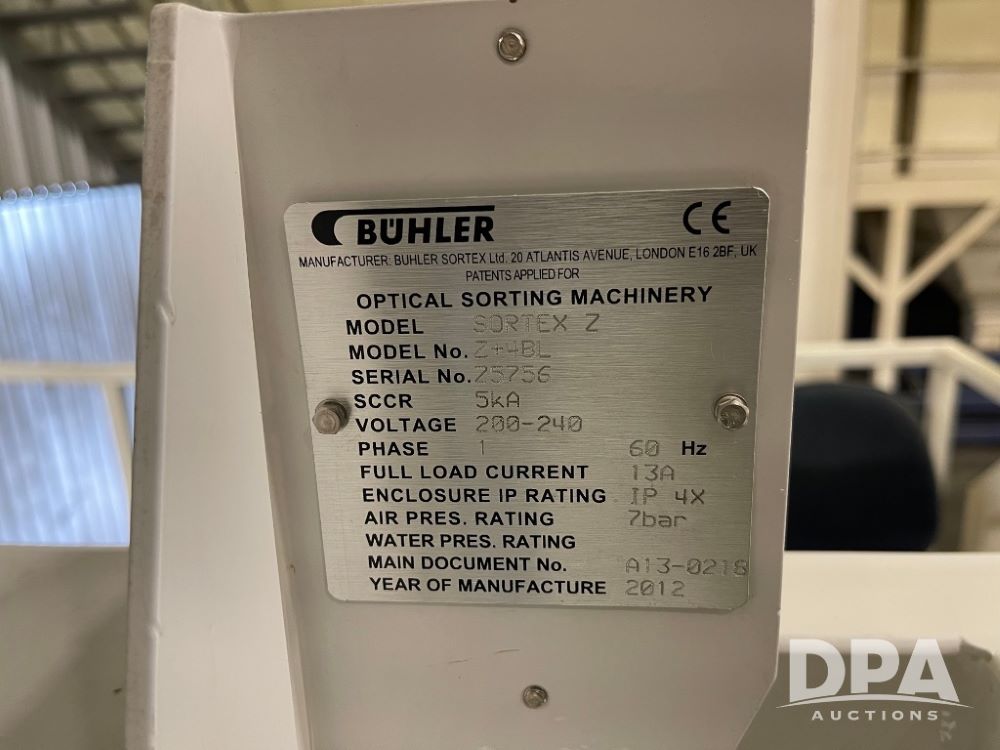 BÜHLER CE
MANUFACTURER: BUHLER SORTEX Ltd. 20 ATLANTIS AVENUE, LONDON E16 2BF, UK
PATENTS APPLIED FOR
OPTICAL SORTING MACHINERY
MODEL SORTEX Z
MODEL No. Z+4BL
SERIAL No. Z5756
SCCR 5kA
VOLTAGE 200-240
PHASE 1 60 Hz
FULL LOAD CURRENT 13A
ENCLOSURE IP RATING IP 4X
AIR PRES. RATING 7bar
WATER PRES. RATING
MAIN DOCUMENT No. A13-0218
YEAR OF MANUFACTURE 2012
DPA
AUCTIONS